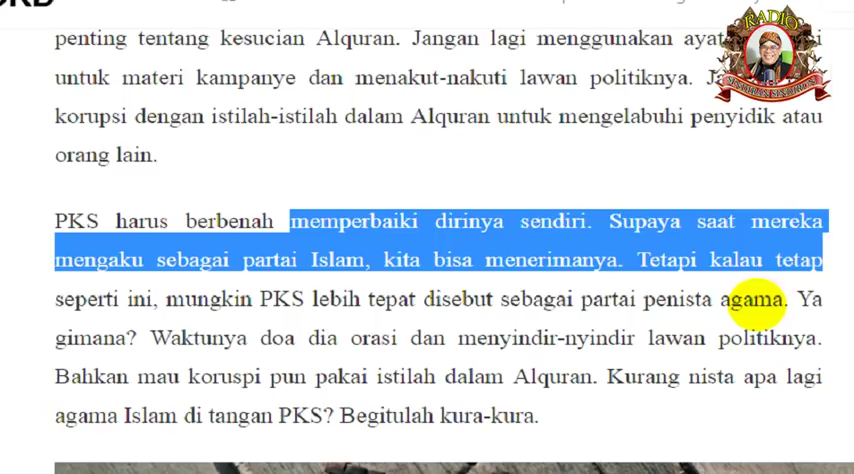 RADIO
penting tentang kesucian Alquran. Jangan lagi menggunakan
untuk materi kampanye dan menakut-nakuti lawan politiknya.
korupsi dengan istilah-istilah dalam Alquran untuk mengelabuhi penyidik atau
orang lain.
PKS harus berbenah memperbaiki dirinya sendiri. Supaya saat mereka
mengaku sebagai partai Islam, kita bisa menerimanya. Tetapi kalau tetap
seperti ini, mungkin PKS lebih tepat disebut sebagai partai penista agama. Ya
gimana? Waktunya doa dia orasi dan menyindir-nyindir lawan politiknya.
Bahkan mau koruspi pun pakai istilah dalam Alquran. Kurang nista apa lagi
agama Islam di tangan PKS? Begitulah kura-kura.